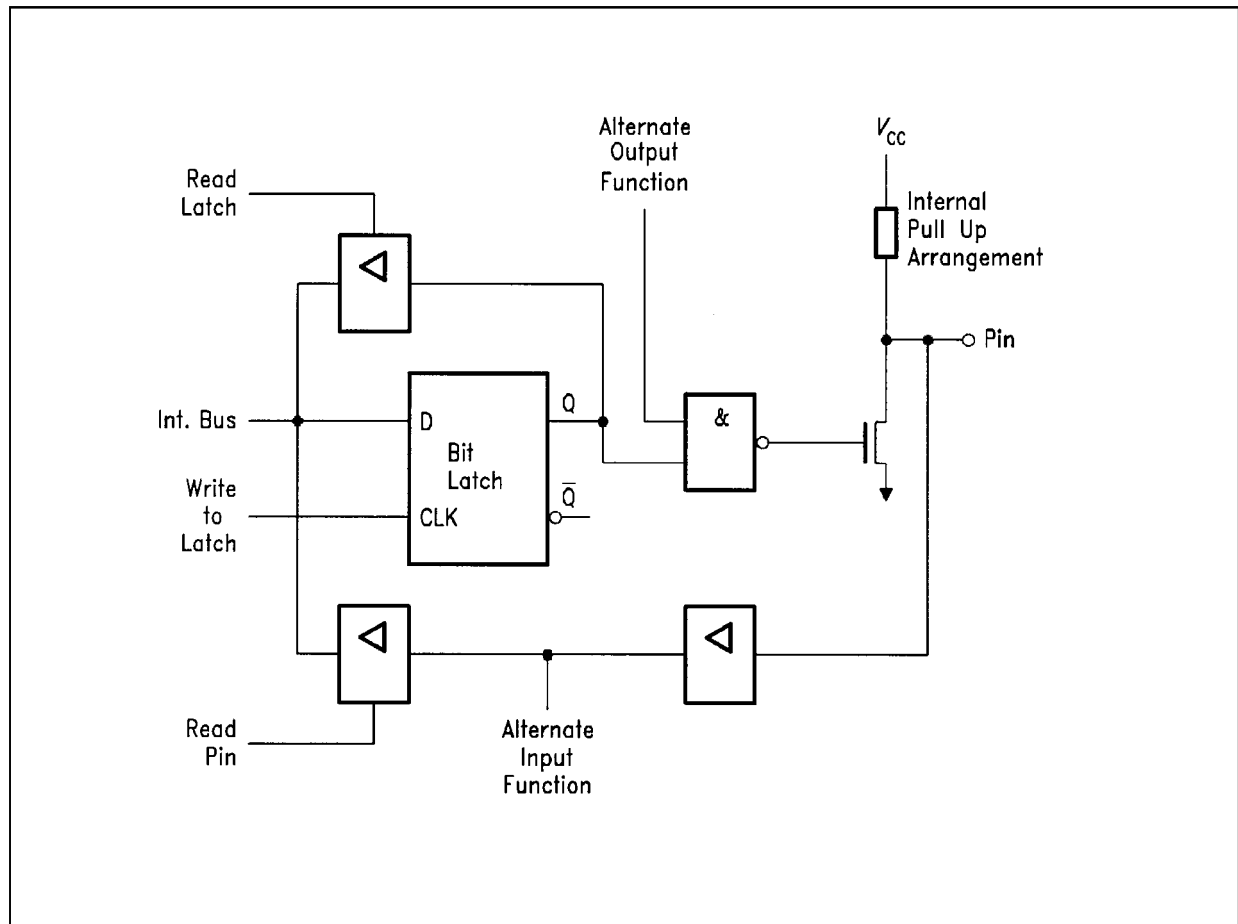 Alternate
Output
Function
V_CC
Read
Latch
Internal
Pull Up
Arrangement
Pin
Int. Bus
D
Q
&
Bit
Latch
Write
to
Latch
CLK
Q̅
Read
Pin
Alternate
Input
Function